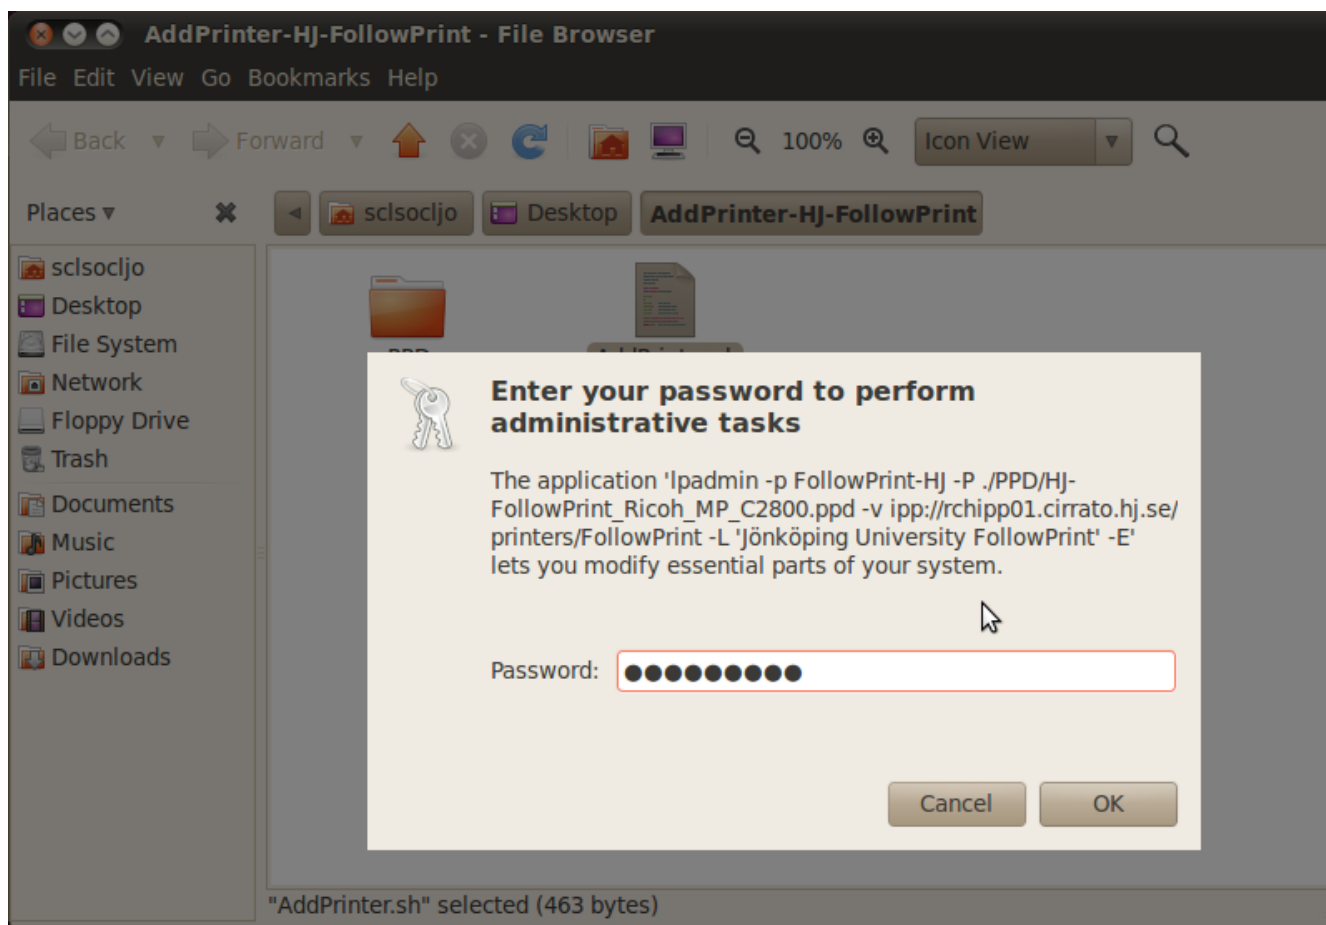 AddPrinter-HJ-FollowPrint - File Browser
File Edit View Go Bookmarks Help
Back Forward 100% Icon View
Places sclsocljo Desktop AddPrinter-HJ-FollowPrint
sclsocljo
Desktop
File System
Network
Floppy Drive
Trash
Documents
Music
Pictures
Videos
Downloads
PPD
Enter your password to perform
administrative tasks
The application 'lpadmin -p FollowPrint-HJ -P ./PPD/HJ-
FollowPrint_Ricoh_MP_C2800.ppd -v ipp://rchipp01.cirrato.hj.se/
printers/FollowPrint -L 'Jönköping University FollowPrint' -E'
lets you modify essential parts of your system.
Password:
Cancel OK
"AddPrinter.sh" selected (463 bytes)